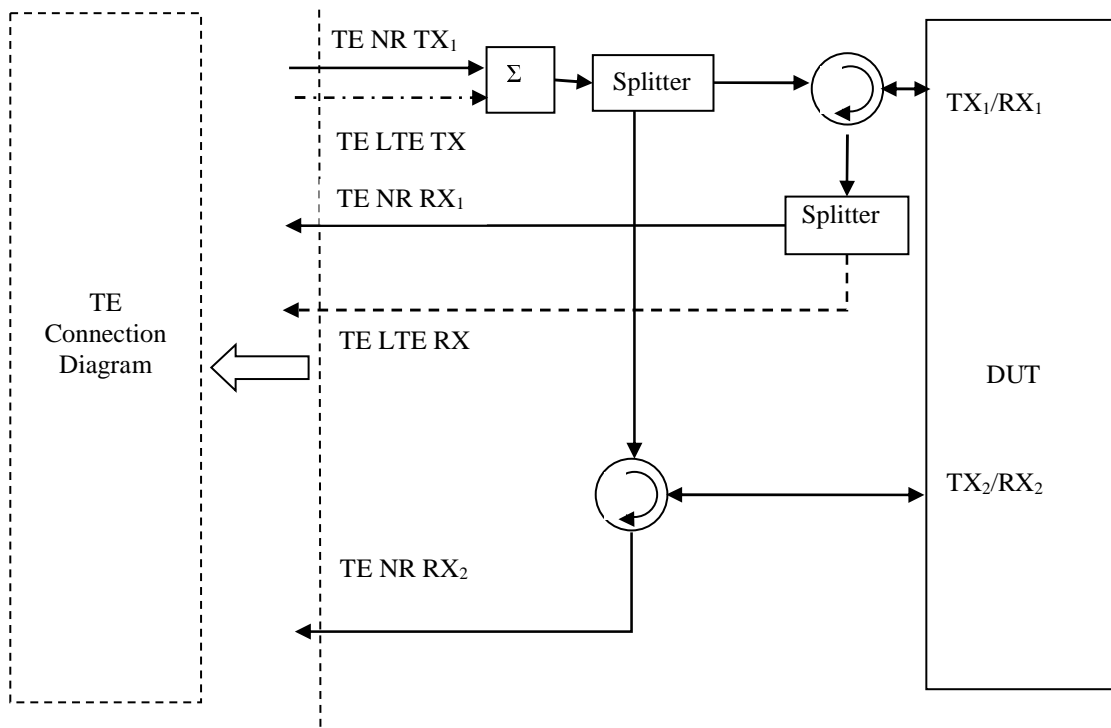 TE NR TX₁
Σ
Splitter
TX₁/RX₁
TE LTE TX
TE NR RX₁
Splitter
TE
Connection
Diagram
TE LTE RX
DUT
TX₂/RX₂
TE NR RX₂